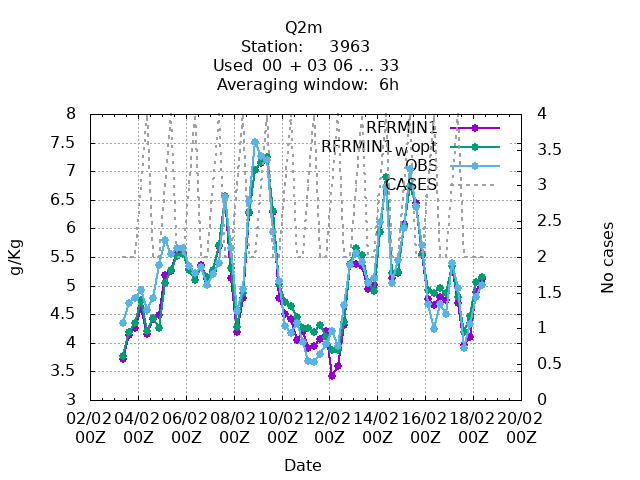 Q2m
Station:     3963
Used  00  + 03 06 ... 33
Averaging window:  6h
8
7.5
7
6.5
6
5.5
5
4.5
4
3.5
3
g/Kg
RFRMIN1
RFRMIN1_wopt
OBS
CASES
4
3.5
3
2.5
2
1.5
1
0.5
0
No cases
02/02 04/02 06/02 08/02 10/02 12/02 14/02 16/02 18/02 20/02
00Z 00Z 00Z 00Z 00Z 00Z 00Z 00Z 00Z 00Z
Date